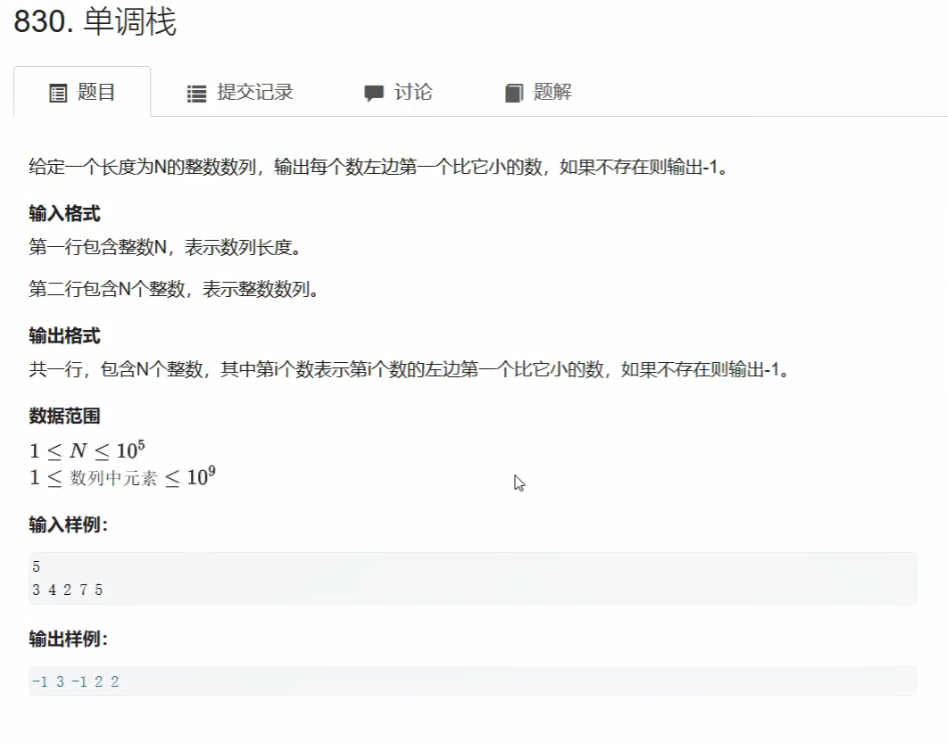 830. 单调栈
题目 提交记录 讨论 题解
给定一个长度为N的整数数列，输出每个数左边第一个比它小的数，如果不存在则输出-1。
输入格式
第一行包含整数N，表示数列长度。
第二行包含N个整数，表示整数数列。
输出格式
共一行，包含N个整数，其中第i个数表示第i个数的左边第一个比它小的数，如果不存在则输出-1。
数据范围
1 ≤ N ≤ 10⁵
1 ≤ 数列中元素 ≤ 10⁹
输入样例：
5
3 4 2 7 5
输出样例：
-1 3 -1 2 2